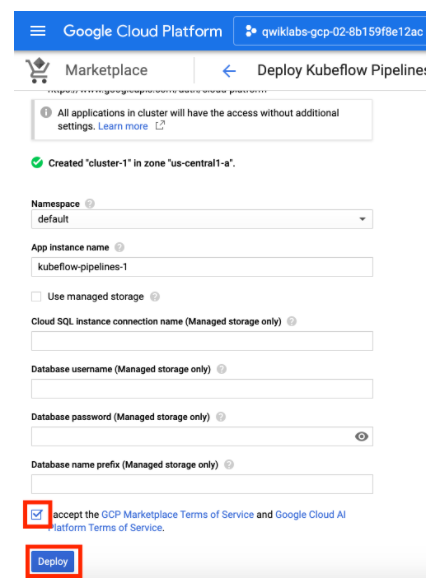 Google Cloud Platform
qwiklabs-gcp-02-8b159f8e12ac
Marketplace
Deploy Kubeflow Pipelines
All applications in cluster will have the access without additional
settings. Learn more
Created "cluster-1" in zone "us-central1-a".
Namespace
default
App instance name
kubeflow-pipelines-1
Use managed storage
Cloud SQL instance connection name (Managed storage only)
Database username (Managed storage only)
Database password (Managed storage only)
Database name prefix (Managed storage only)
accept the GCP Marketplace Terms of Service and Google Cloud AI
Platform Terms of Service.
Deploy